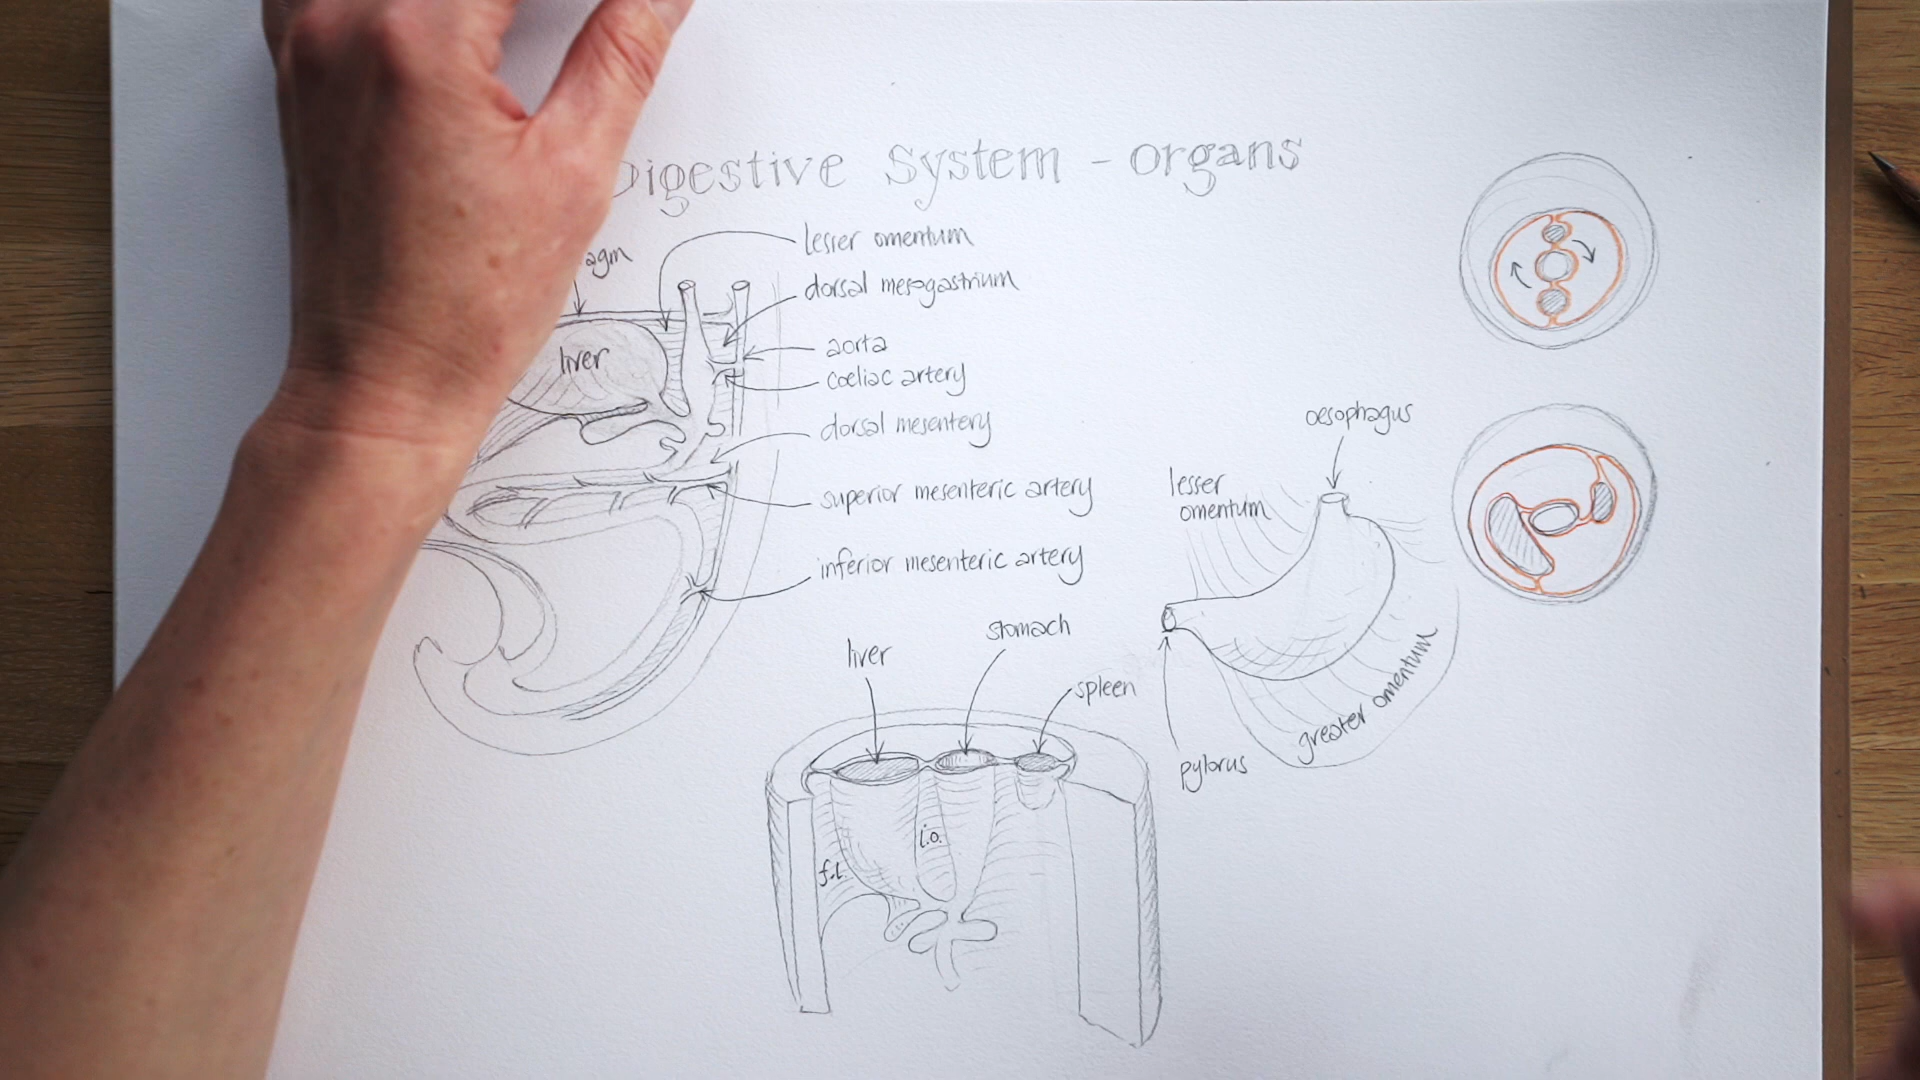 Digestive System - organs
agm
lesser omentum
dorsal mesogastrium
liver
aorta
coeliac artery
dorsal mesentery
superior mesenteric artery
inferior mesenteric artery
oesophagus
lesser
omentum
greater omentum
pylorus
liver
stomach
spleen
l.o.
f.l.